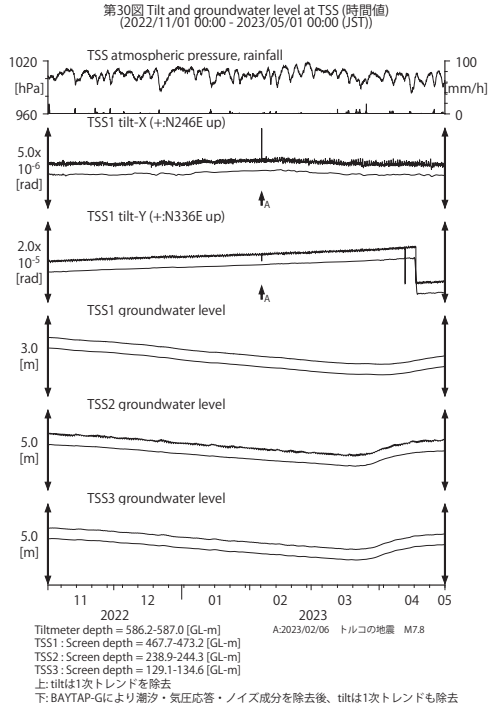 第30図 Tilt and groundwater level at TSS (時間値)
(2022/11/01 00:00 - 2023/05/01 00:00 (JST))
TSS atmospheric pressure, rainfall
1020
100
[hPa]
[mm/h]
960
0
TSS1 tilt-X (+:N246E up)
5.0x
10-6
[rad]
A
TSS1 tilt-Y (+:N336E up)
2.0x
10-5
[rad]
A
TSS1 groundwater level
3.0
[m]
TSS2 groundwater level
5.0
[m]
TSS3 groundwater level
5.0
[m]
11 12 01 02 03 04 05
2022 2023
Tiltmeter depth = 586.2-587.0 [GL-m]
A:2023/02/06 トルコの地震 M7.8
TSS1 : Screen depth = 467.7-473.2 [GL-m]
TSS2 : Screen depth = 238.9-244.3 [GL-m]
TSS3 : Screen depth = 129.1-134.6 [GL-m]
上: tiltは1次トレンドを除去
下: BAYTAP-Gにより潮汐・気圧応答・ノイズ成分を除去後、tiltは1次トレンドも除去